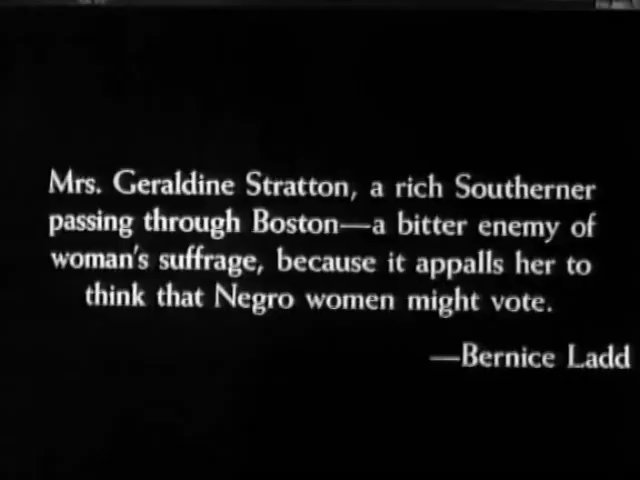 Mrs. Geraldine Stratton, a rich Southerner
passing through Boston—a bitter enemy of
woman's suffrage, because it appalls her to
think that Negro women might vote.
—Bernice Ladd